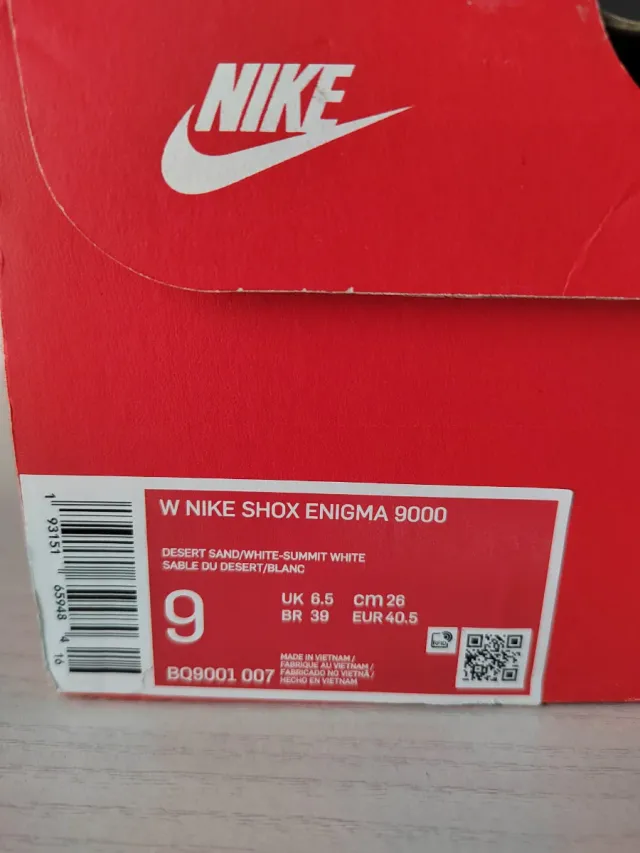 NIKE
W NIKE SHOX ENIGMA 9000
DESERT SAND/WHITE-SUMMIT WHITE
SABLE DU DESERT/BLANC
9
UK 6.5 cm 26
BR 39 EUR 40.5
BQ9001 007
MADE IN VIETNAM /
FABRIQUE AU VIETNAM /
FABRICADO NO VIETNÃ /
HECHO EN VIETNAM
1 93151 65948 4 16